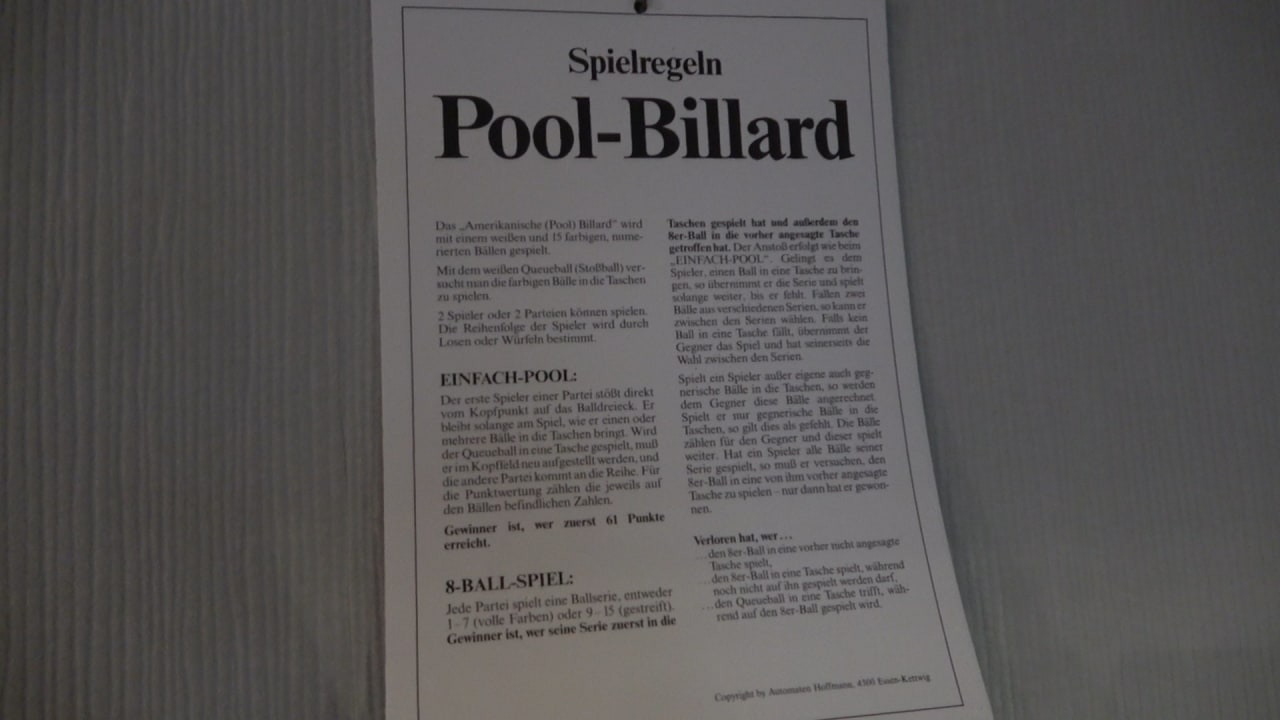 Spielregeln
Pool-Billard
Das „Amerikanische (Pool) Billard“ wird
mit einem weißen und 15 farbigen, nume-
rierten Bällen gespielt.
Mit dem weißen Queueball (Stoßball) ver-
sucht man die farbigen Bälle in die Taschen
zu spielen.
2 Spieler oder 2 Parteien können spielen.
Die Reihenfolge der Spieler wird durch
Losen oder Würfeln bestimmt.
EINFACH-POOL:
Der erste Spieler einer Partei stößt direkt
vom Kopfpunkt auf das Balldreieck. Er
bleibt solange am Spiel, wie er einen oder
mehrere Bälle in die Taschen bringt. Wird
der Queueball in eine Tasche gespielt, muß
er im Kopffeld neu aufgestellt werden, und
die andere Partei kommt an die Reihe. Für
die Punktwertung zählen die jeweils auf
den Bällen befindlichen Zahlen.
Gewinner ist, wer zuerst 61 Punkte
erreicht.
8-BALL-SPIEL:
Jede Partei spielt eine Ballserie, entweder
1–7 (volle Farben) oder 9–15 (gestreift).
Gewinner ist, wer seine Serie zuerst in die
Taschen gespielt hat und außerdem den
8er-Ball in die vorher angesagte Tasche
getroffen hat. Der Anstoß erfolgt wie beim
„EINFACH-POOL“. Gelingt es dem
Spieler, einen Ball in eine Tasche zu brin-
gen, so übernimmt er die Serie und spielt
solange weiter, bis er fehlt. Fallen zwei
Bälle aus verschiedenen Serien, so kann er
zwischen den Serien wählen. Falls kein
Ball in eine Tasche fällt, übernimmt der
Gegner das Spiel und hat seinerseits die
Wahl zwischen den Serien.
Spielt ein Spieler außer eigene auch geg-
nerische Bälle in die Taschen, so werden
dem Gegner diese Bälle angerechnet.
Spielt er nur gegnerische Bälle in die
Taschen, so gilt dies als gefehlt. Die Bälle
zählen für den Gegner und dieser spielt
weiter. Hat ein Spieler alle Bälle seiner
Serie gespielt, so muß er versuchen, den
8er-Ball in eine von ihm vorher angesagte
Tasche zu spielen – nur dann hat er gewon-
nen.
Verloren hat, wer...
...den 8er-Ball in eine vorher nicht angesagte
Tasche spielt,
...den 8er-Ball in eine Tasche spielt, während
noch nicht auf ihn gespielt werden darf,
...den Queueball in eine Tasche trifft, wäh-
rend auf den 8er-Ball gespielt wird.
Copyright by Automaten Hoffmann, 4300 Essen-Kettwig